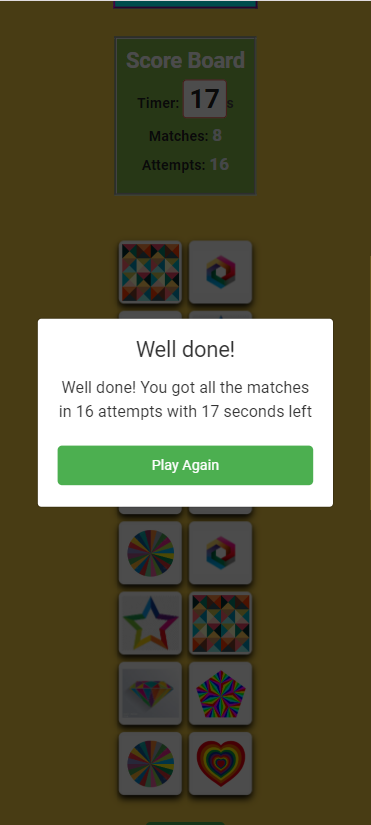 Score Board
Timer: 17 s
Matches: 8
Attempts: 16
Well done!
Well done! You got all the matches
in 16 attempts with 17 seconds left
Play Again